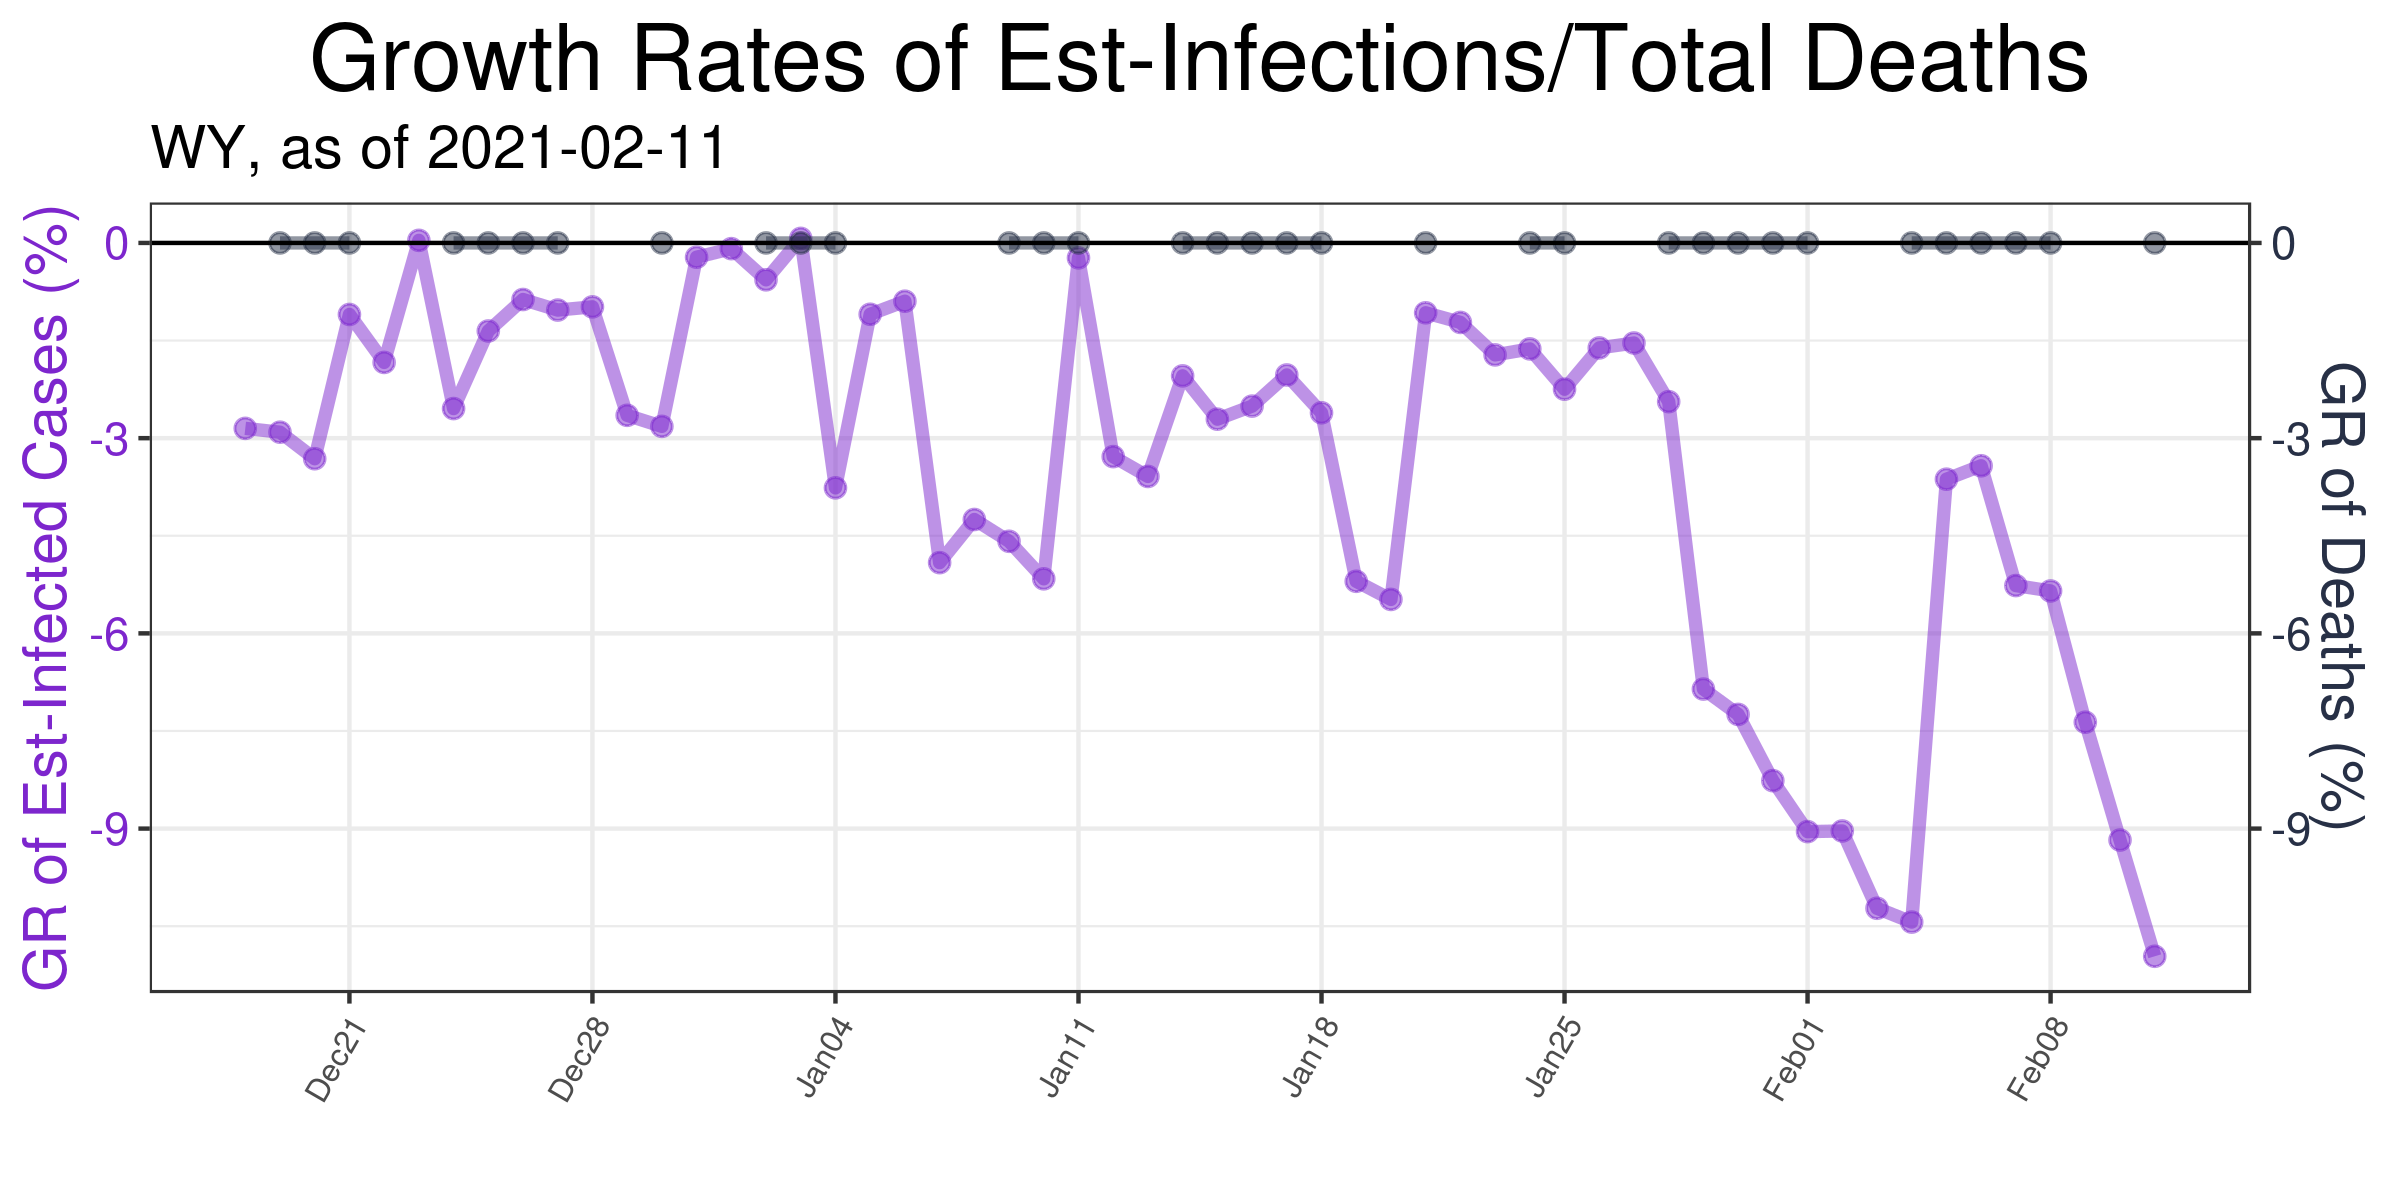 Growth Rates of Est-Infections/Total Deaths
WY, as of 2021-02-11
GR of Est-Infected Cases (%)
0
-3
-6
-9
0
-3
-6
-9
GR of Deaths (%)
Dec21
Dec28
Jan04
Jan11
Jan18
Jan25
Feb01
Feb08